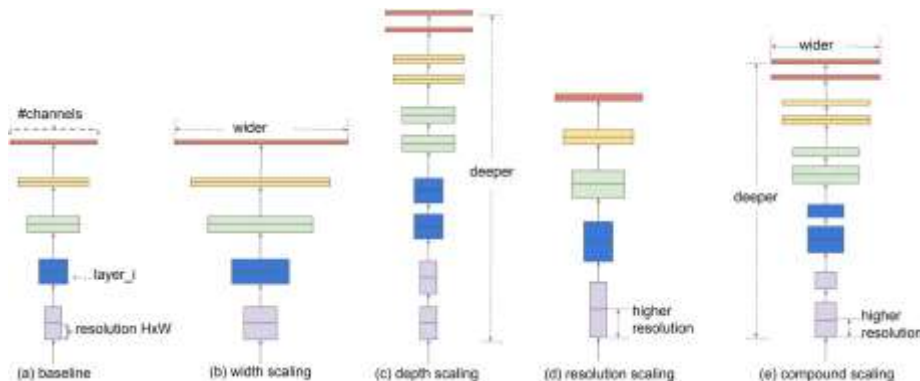 #channels
layer_i
resolution HxW
(a) baseline
wider
(b) width scaling
deeper
(c) depth scaling
higher
resolution
(d) resolution scaling
wider
deeper
higher
resolution
(e) compound scaling